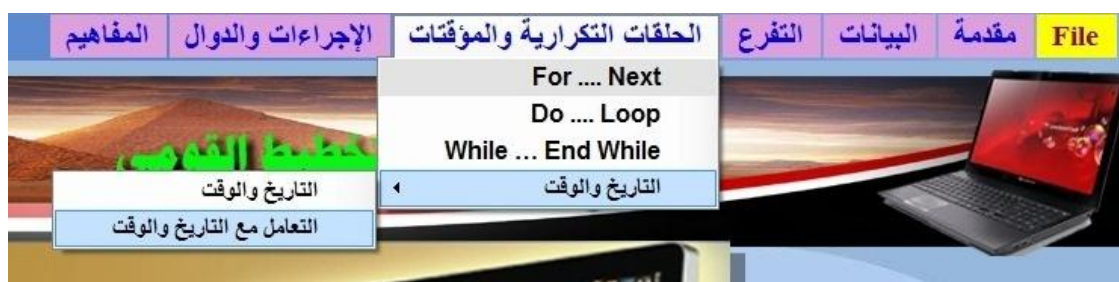 File مقدمة البيانات التفرع الحلقات التكرارية والمؤقتات الإجراءات والدوال المفاهيم
For .... Next
Do .... Loop
While ... End While
التاريخ والوقت
التاريخ والوقت
التعامل مع التاريخ والوقت
القومى